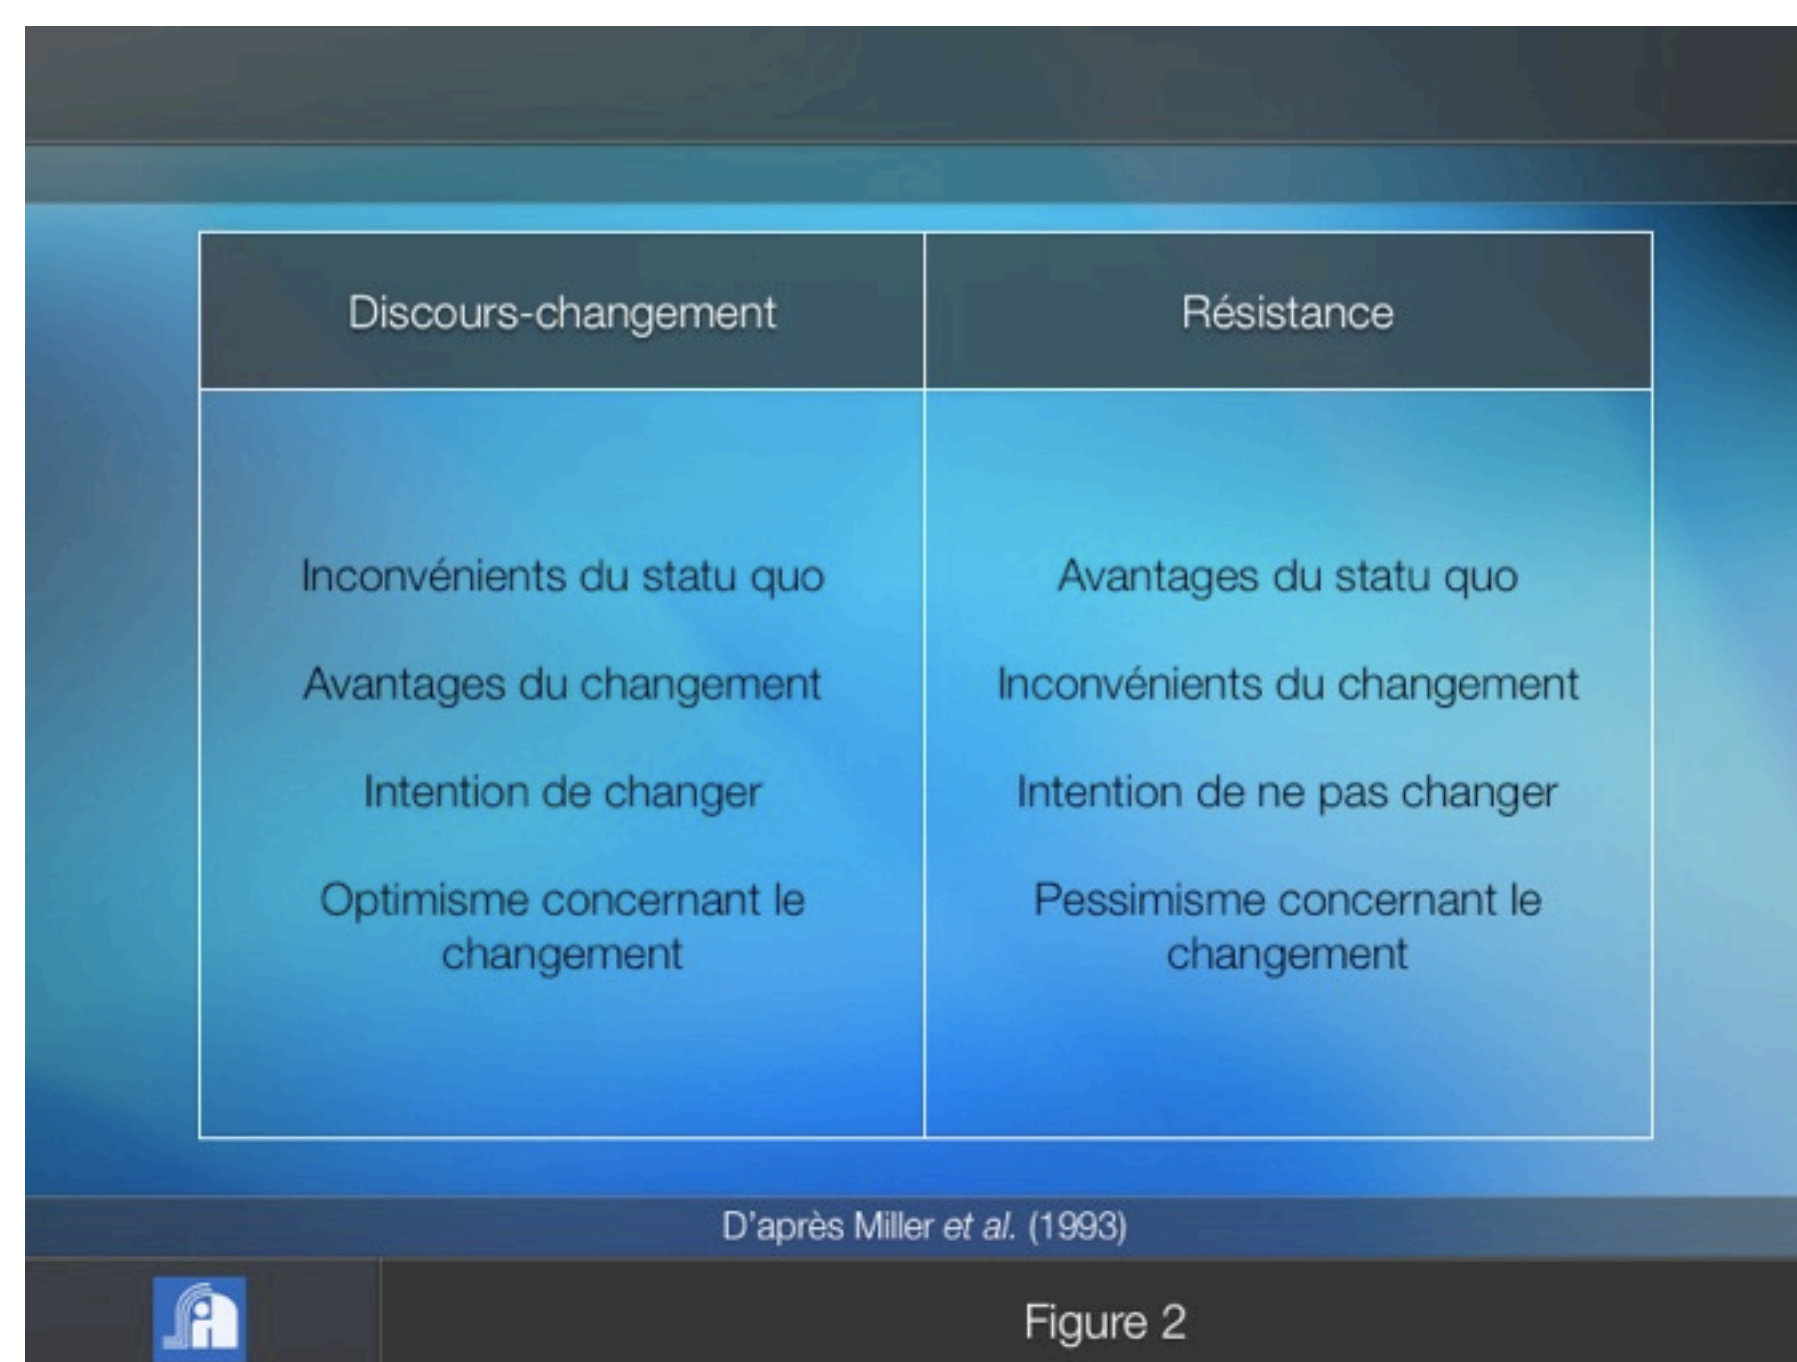 Discours-changement
Résistance
Inconvénients du statu quo
Avantages du changement
Intention de changer
Optimisme concernant le
changement
Avantages du statu quo
Inconvénients du changement
Intention de ne pas changer
Pessimisme concernant le
changement
D'après Miller et al. (1993)
Figure 2